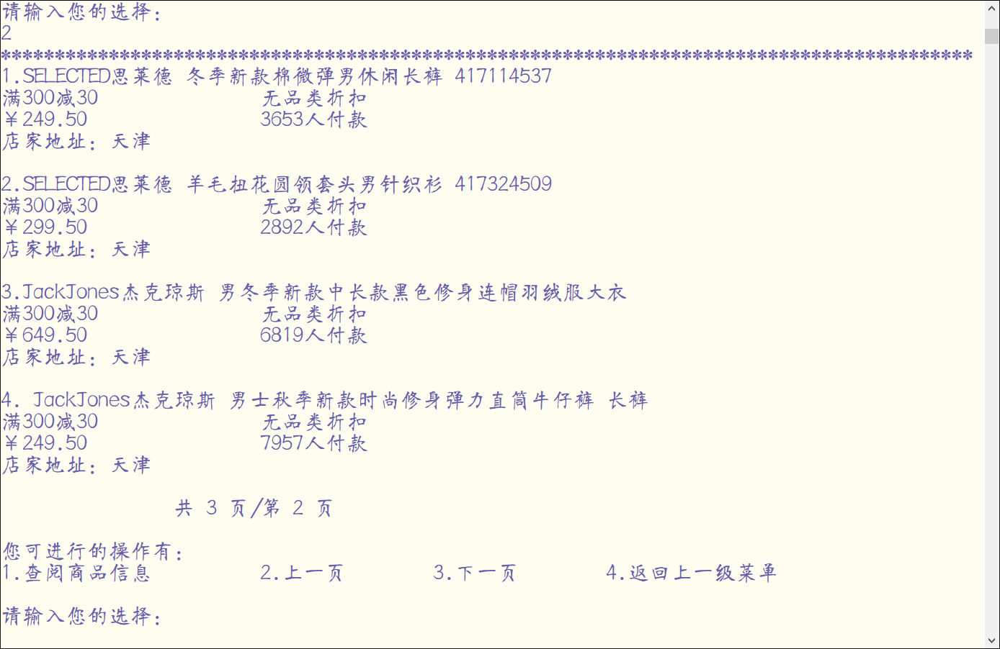 请输入您的选择：
2
******************************************************************************************
1.SELECTED思莱德 冬季新款棉微弹男休闲长裤 417114537
满300减30 无品类折扣
￥249.50 3653人付款
店家地址：天津
2.SELECTED思莱德 羊毛扭花圆领套头男针织衫 417324509
满300减30 无品类折扣
￥299.50 2892人付款
店家地址：天津
3.JackJones杰克琼斯 男冬季新款中长款黑色修身连帽羽绒服大衣
满300减30 无品类折扣
￥649.50 6819人付款
店家地址：天津
4. JackJones杰克琼斯 男士秋季新款时尚修身弹力直筒牛仔裤 长裤
满300减30 无品类折扣
￥249.50 7957人付款
店家地址：天津
共 3 页/第 2 页
您可进行的操作有：
1.查阅商品信息 2.上一页 3.下一页 4.返回上一级菜单
请输入您的选择：